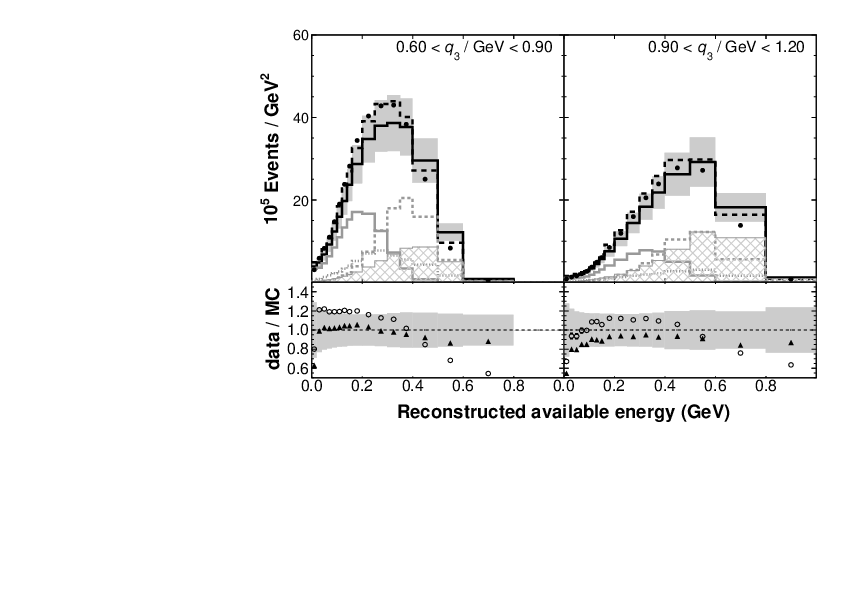 60
40
20
10^5 Events / GeV^2
0.60 < q_3 / GeV < 0.90
0.90 < q_3 / GeV < 1.20
1.4
1.2
1.0
0.8
0.6
data / MC
0.0 0.2 0.4 0.6 0.8 0.0 0.2 0.4 0.6 0.8
Reconstructed available energy (GeV)